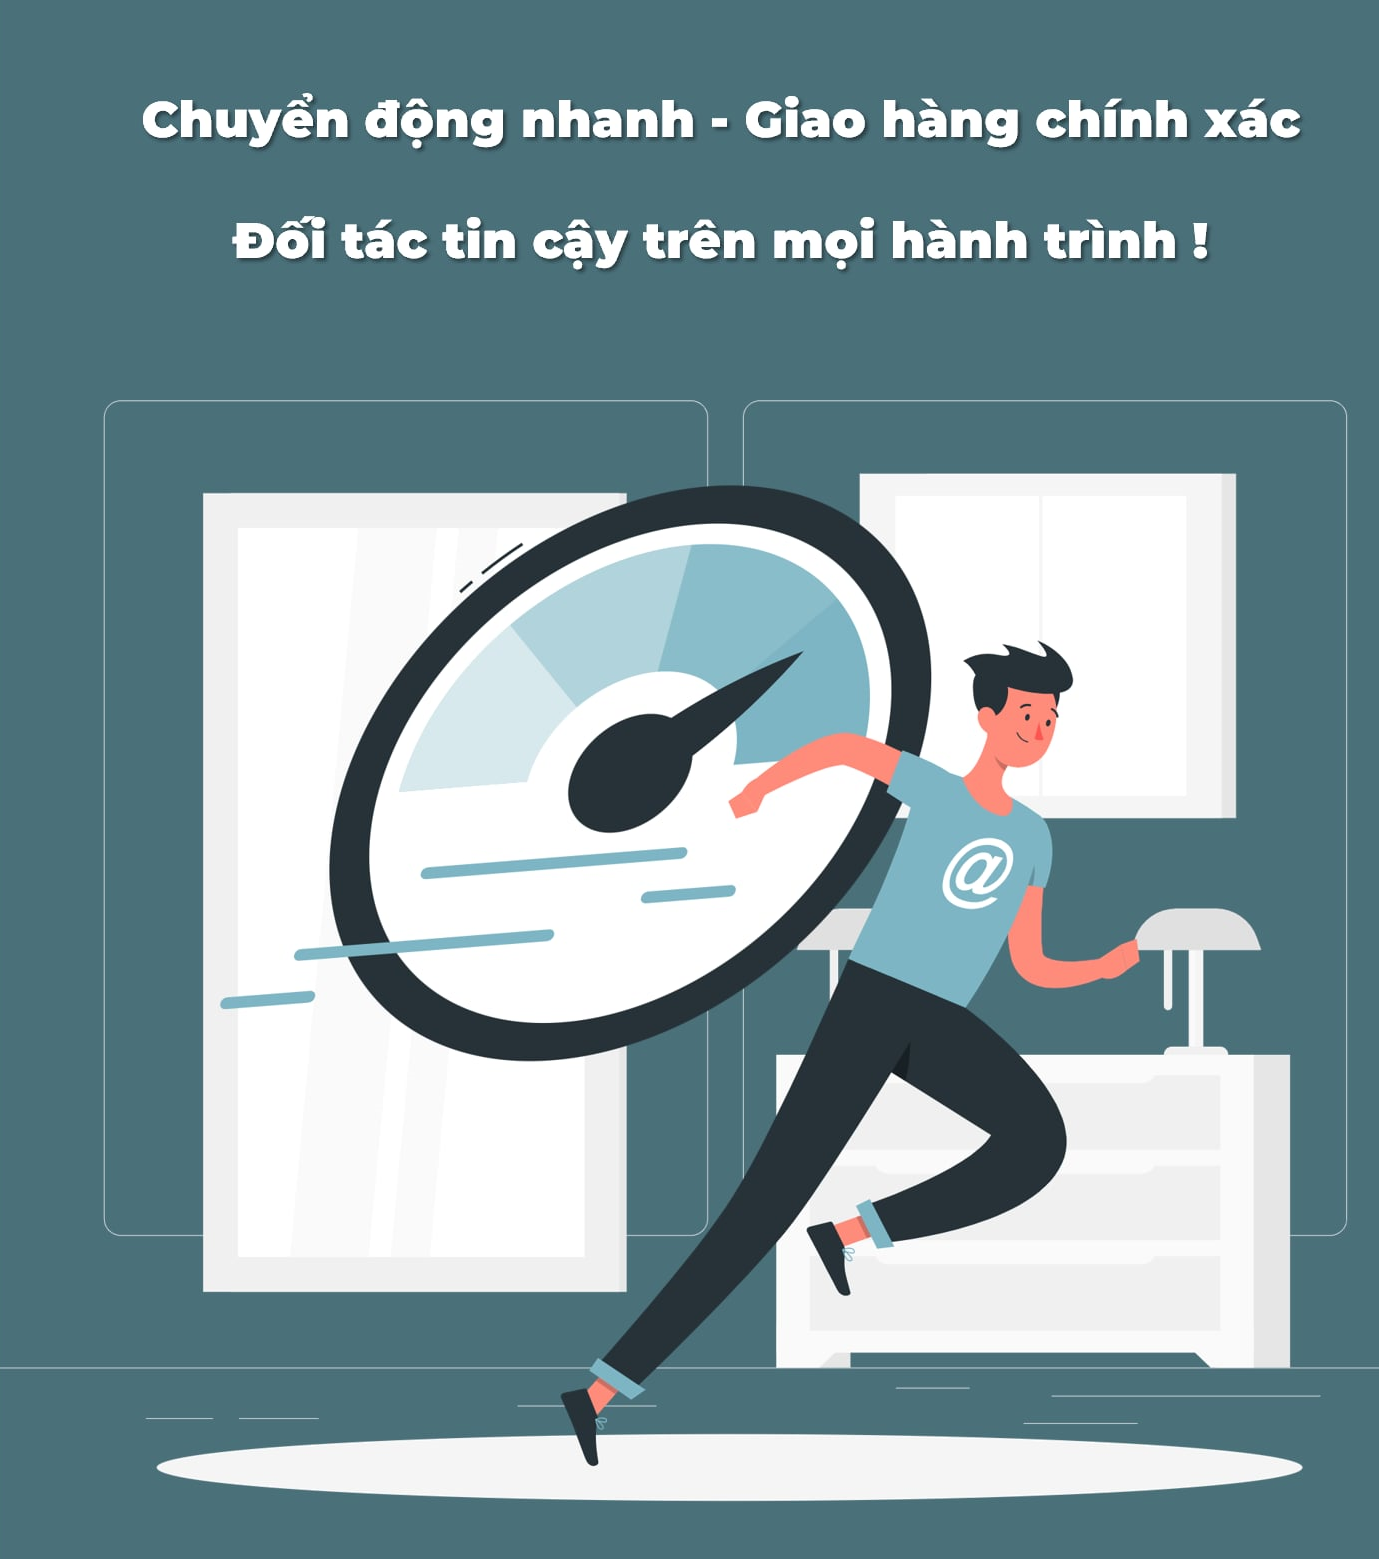 Chuyển động nhanh - Giao hàng chính xác
Đối tác tin cậy trên mọi hành trình !
@